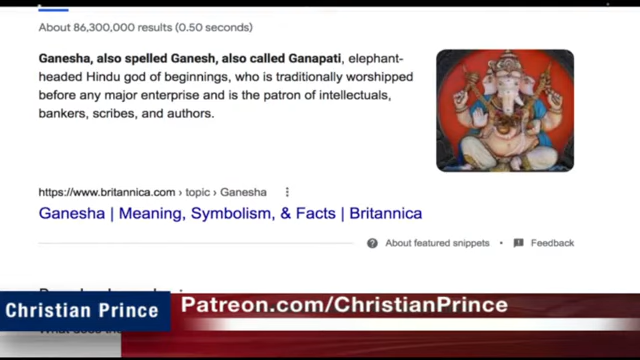 About 86,300,000 results (0.50 seconds)
Ganesha, also spelled Ganesh, also called Ganapati, elephant-
headed Hindu god of beginnings, who is traditionally worshipped
before any major enterprise and is the patron of intellectuals,
bankers, scribes, and authors.
https://www.britannica.com › topic › Ganesha
Ganesha | Meaning, Symbolism, & Facts | Britannica
About featured snippets • Feedback
Christian Prince
Patreon.com/ChristianPrince